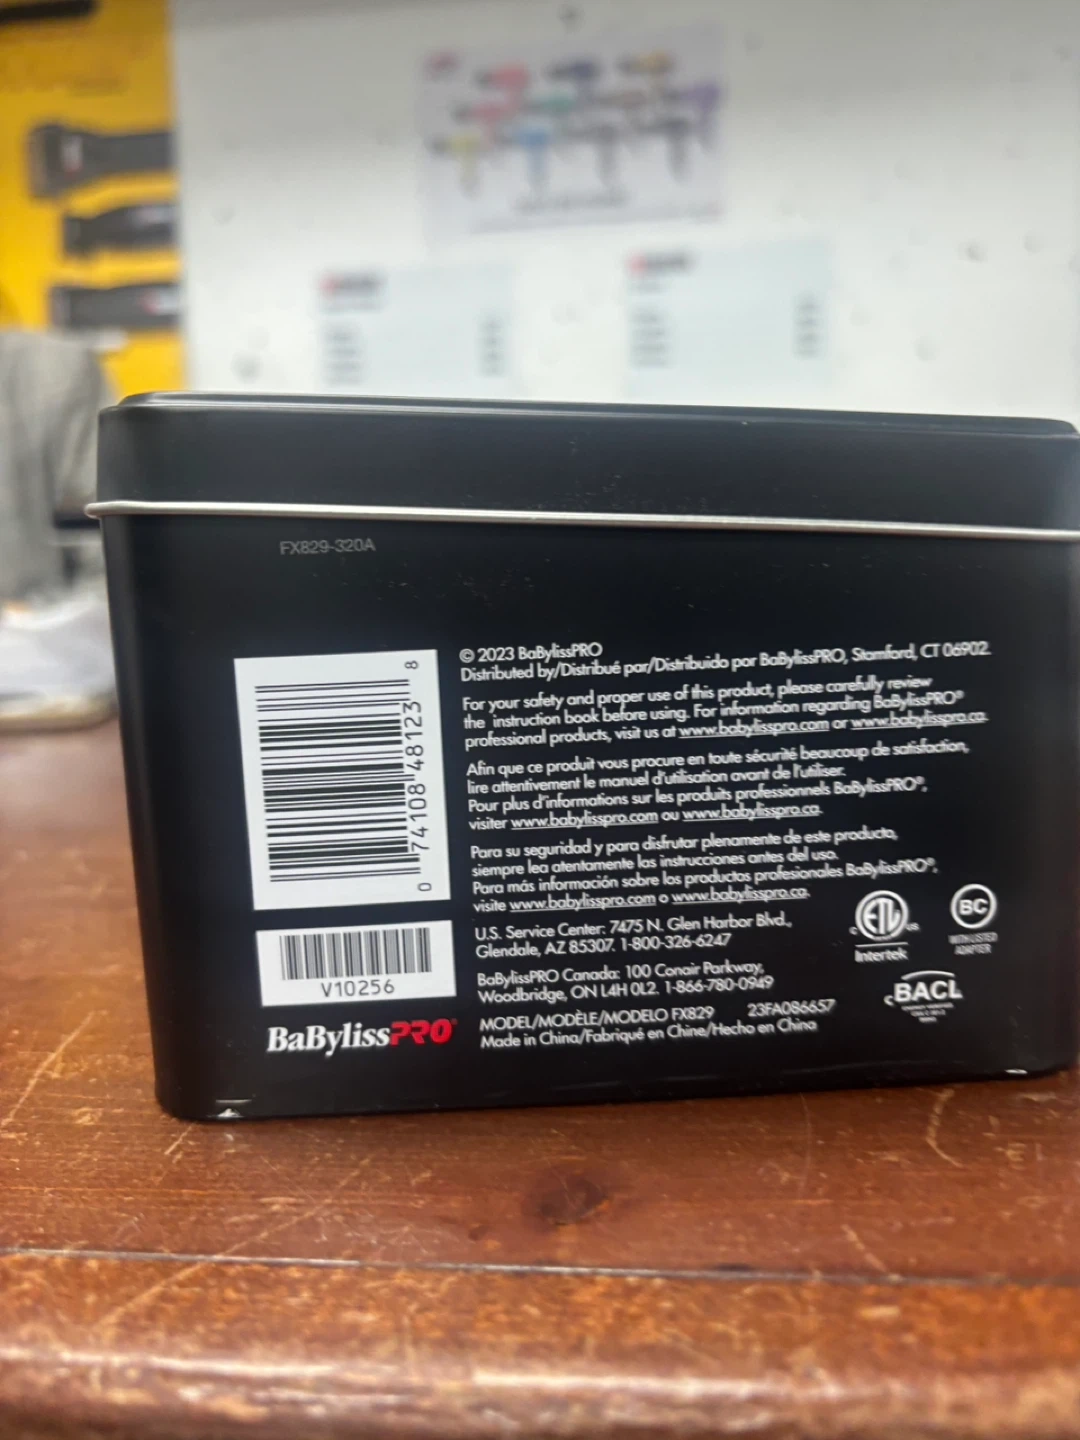 FX829-320A
0 74108 48123 8
V10256
BaBylissPRO®
© 2023 BaBylissPRO
Distributed by/Distribué par/Distribuido por BaBylissPRO, Stamford, CT 06902.
For your safety and proper use of this product, please carefully review
the instruction book before using. For information regarding BaBylissPRO®
professional products, visit us at www.babylisspro.com or www.babylisspro.ca.
Afin que ce produit vous procure en toute sécurité beaucoup de satisfaction,
lire attentivement le manuel d'utilisation avant de l'utiliser.
Pour plus d'informations sur les produits professionnels BaBylissPRO®,
visiter www.babylisspro.com ou www.babylisspro.ca.
Para su seguridad y para disfrutar plenamente de este producto,
siempre lea atentamente las instrucciones antes del uso.
Para más información sobre los productos profesionales BaBylissPRO®,
visite www.babylisspro.com o www.babylisspro.ca.
U.S. Service Center: 7475 N. Glen Harbor Blvd.,
Glendale, AZ 85307. 1-800-326-6247
BaBylissPRO Canada: 100 Conair Parkway,
Woodbridge, ON L4H 0L2. 1-866-780-0949
MODEL/MODÈLE/MODELO FX829 23FA086657
Made in China/Fabriqué en Chine/Hecho en China
c ETL us
Intertek
BC
WITH LISTED
ADAPTER
cBACL